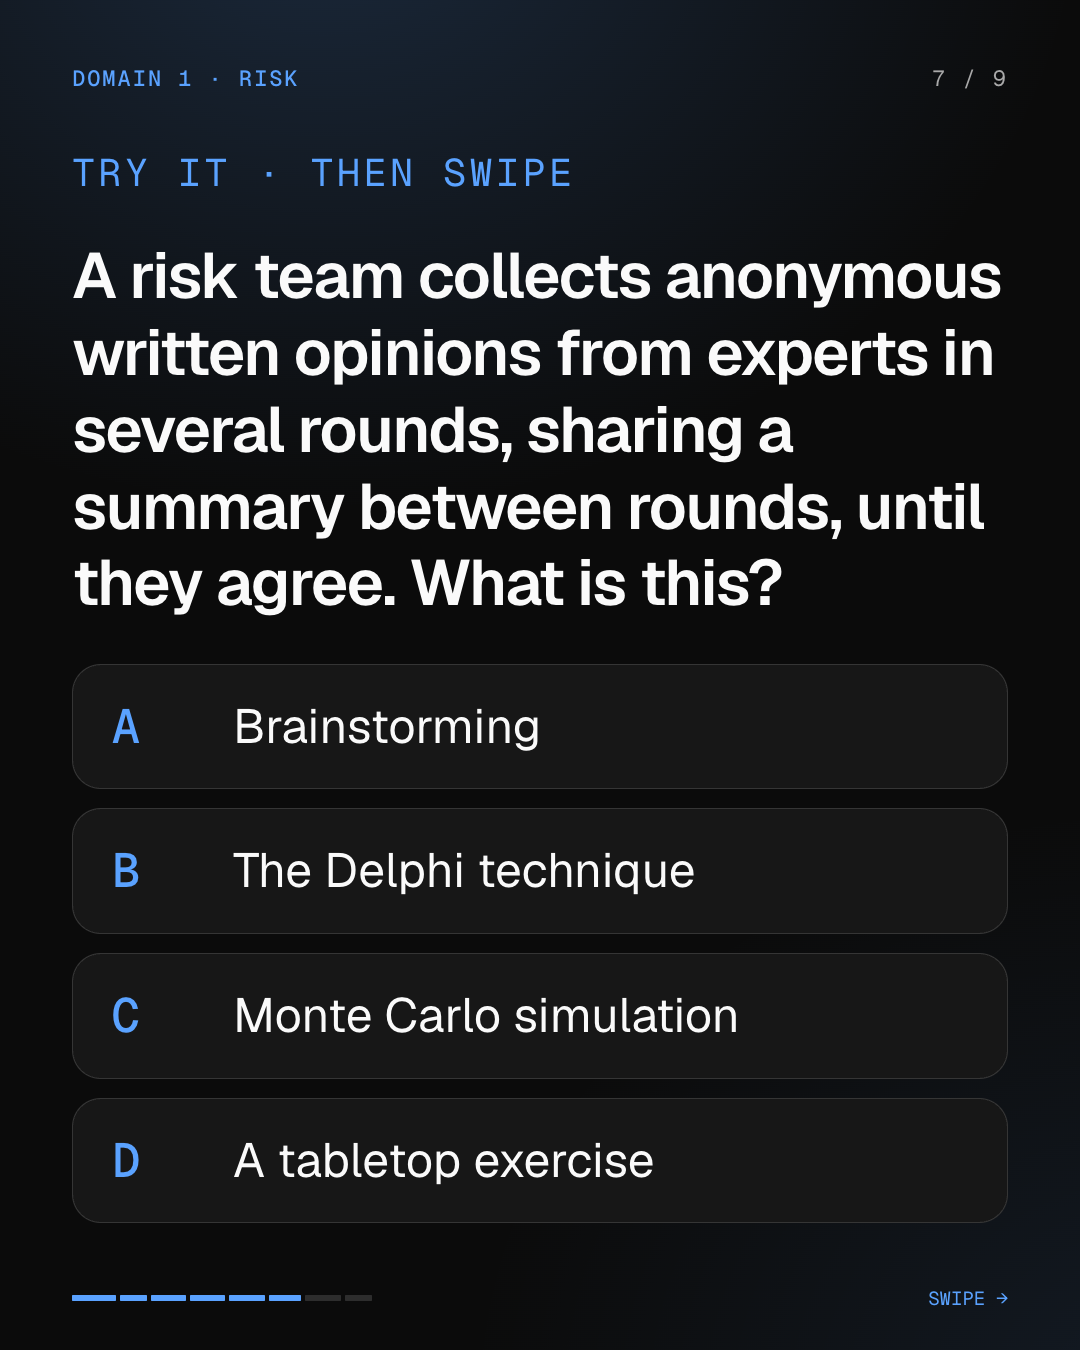 DOMAIN 1 · RISK
7 / 9
TRY IT · THEN SWIPE
A risk team collects anonymous
written opinions from experts in
several rounds, sharing a
summary between rounds, until
they agree. What is this?
A Brainstorming
B The Delphi technique
C Monte Carlo simulation
D A tabletop exercise
SWIPE →